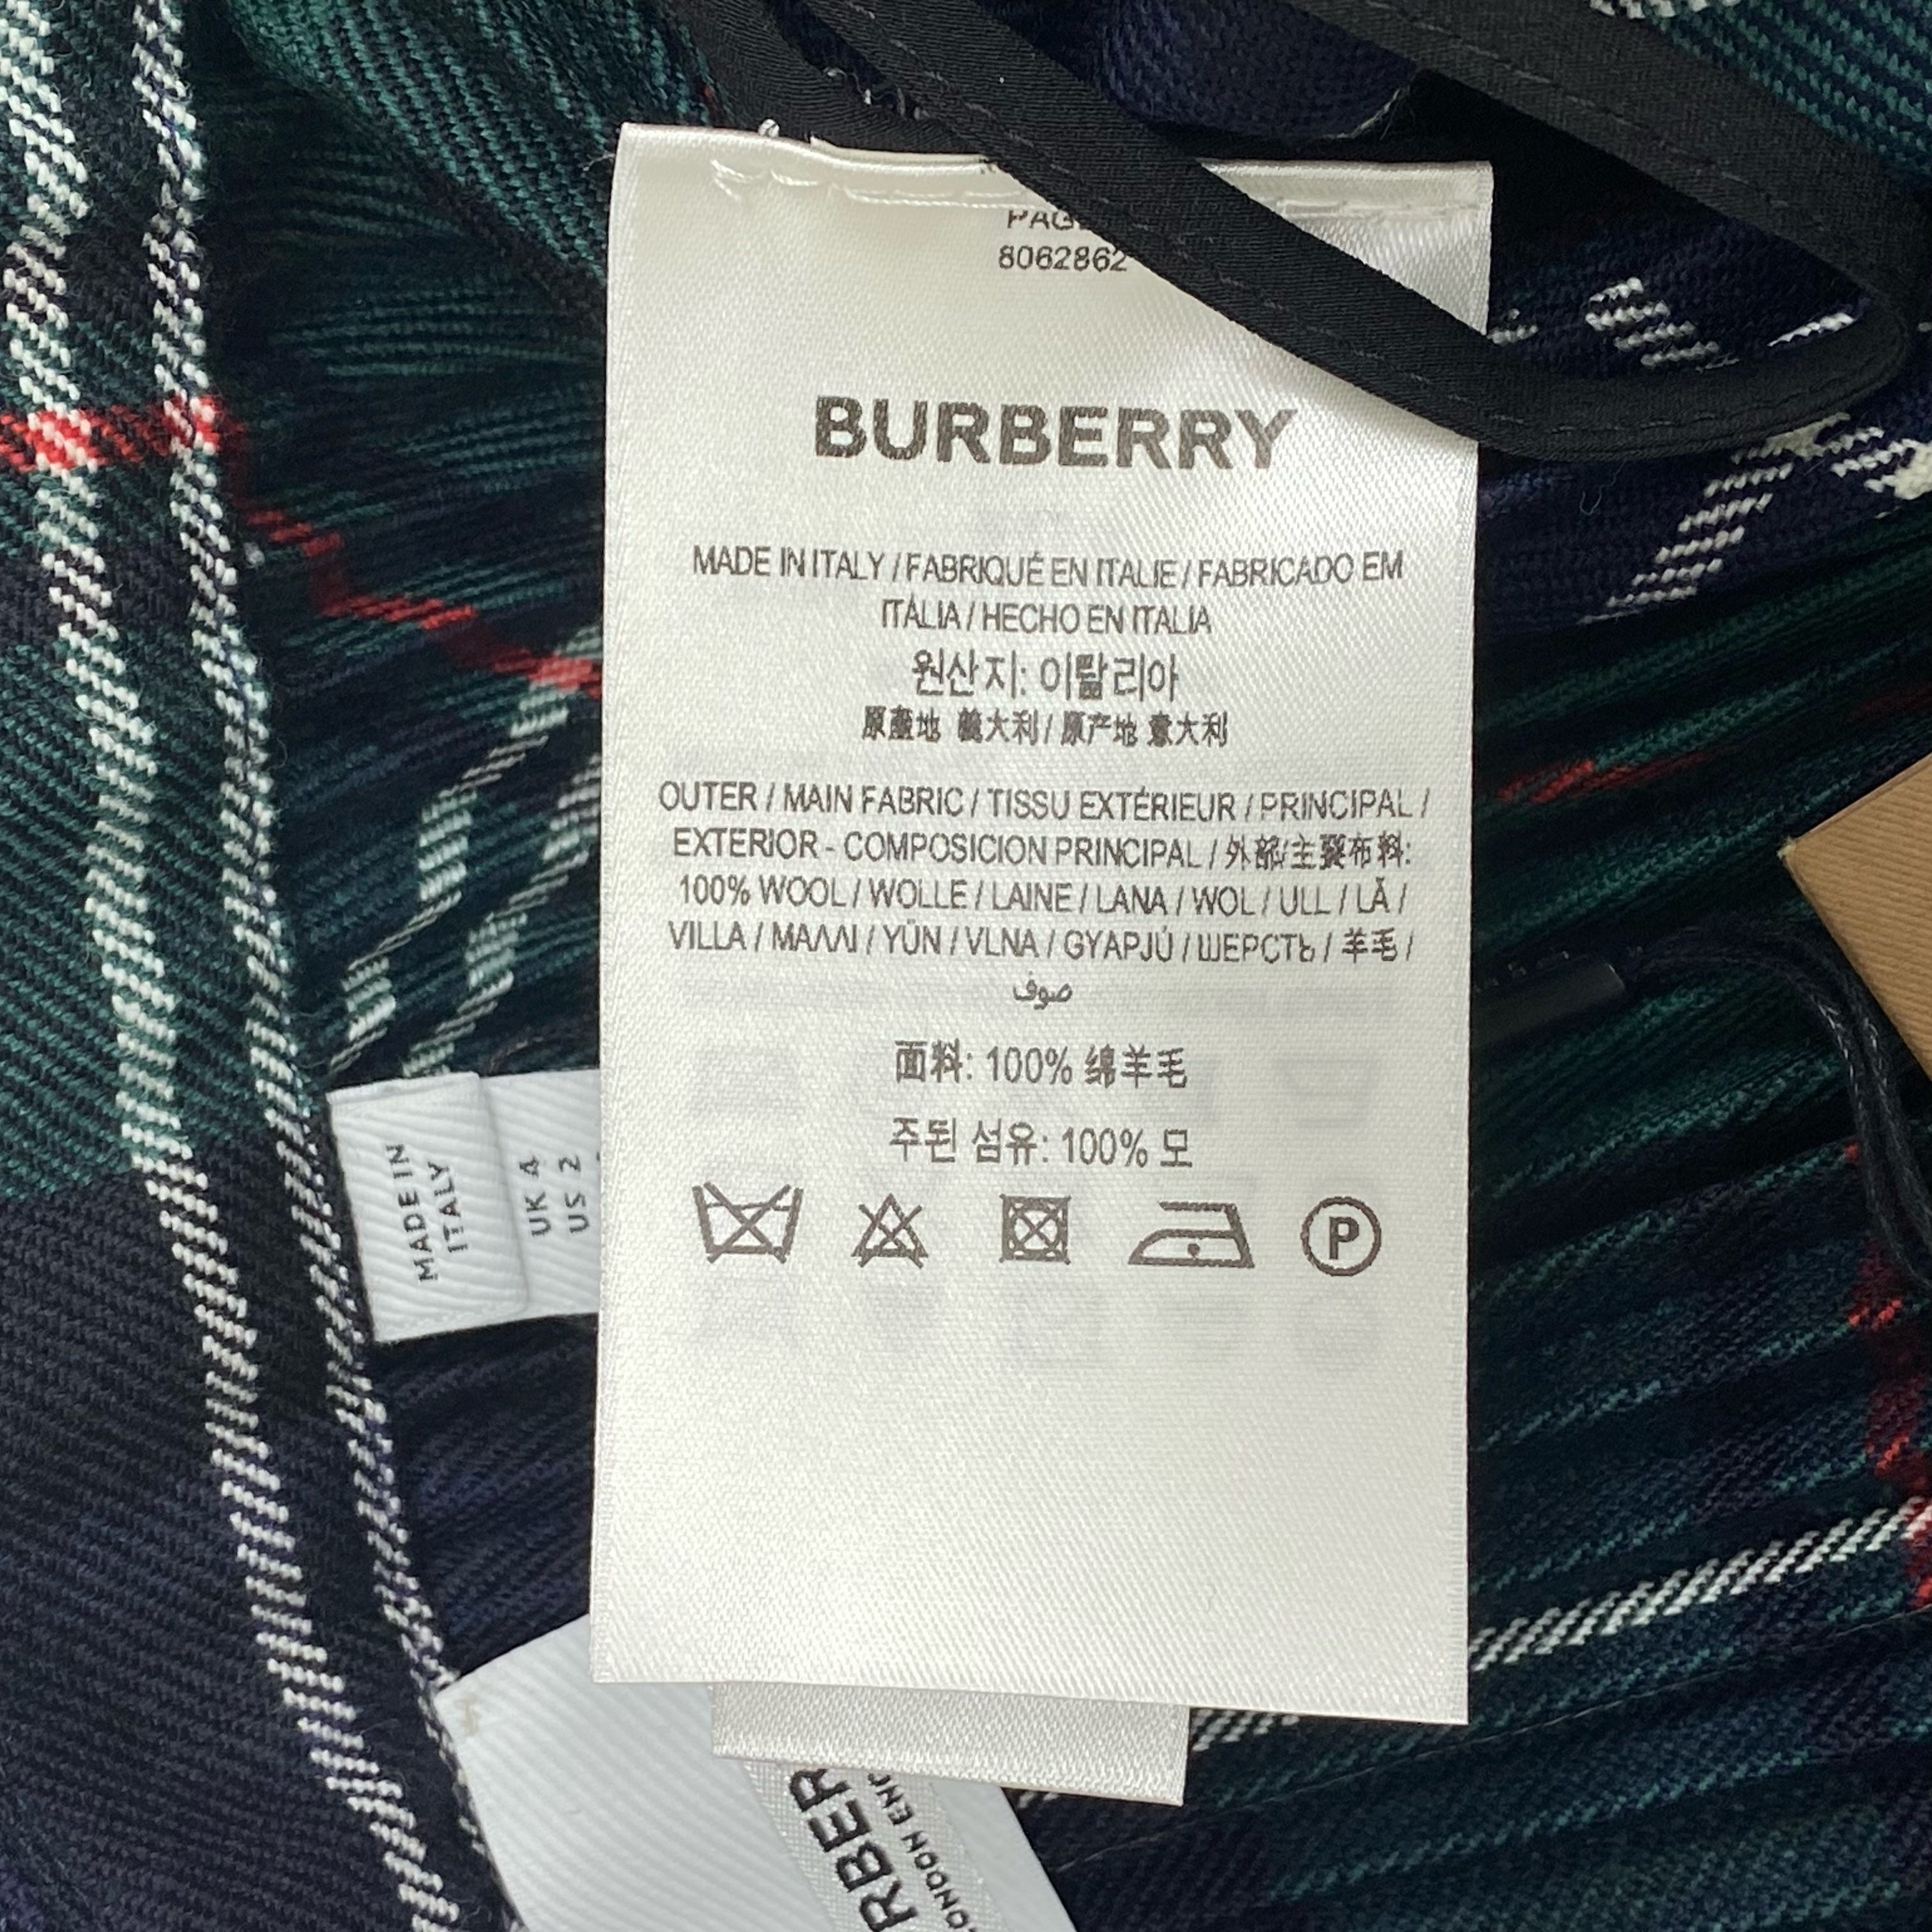 8062862
BURBERRY
MADE IN ITALY / FABRIQUÉ EN ITALIE / FABRICADO EM
ITÁLIA / HECHO EN ITALIA
원산지: 이탈리아
原產地 義大利 / 原产地 意大利
OUTER / MAIN FABRIC / TISSU EXTÉRIEUR / PRINCIPAL /
EXTERIOR - COMPOSICION PRINCIPAL / 外部/主要布料:
100% WOOL / WOLLE / LAINE / LANA / WOL / ULL / LÃ /
VILLA / ΜΑΛΛΙ / YÜN / VLNA / GYAPJÚ / ШЕРСТЬ / 羊毛 /
صوف
面料: 100% 绵羊毛
주된 섬유: 100% 모
P
MADE IN
ITALY
UK 4
US 2